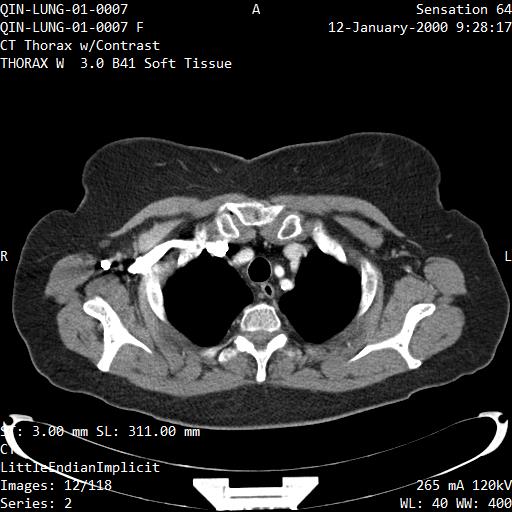 QIN-LUNG-01-0007 A Sensation 64
QIN-LUNG-01-0007 F 12-January-2000 9:28:17
CT Thorax w/Contrast
THORAX W 3.0 B41 Soft Tissue
R L
ST: 3.00 mm SL: 311.00 mm
LittleEndianImplicit
Images: 12/118 265 mA 120kV
Series: 2 WL: 40 WW: 400